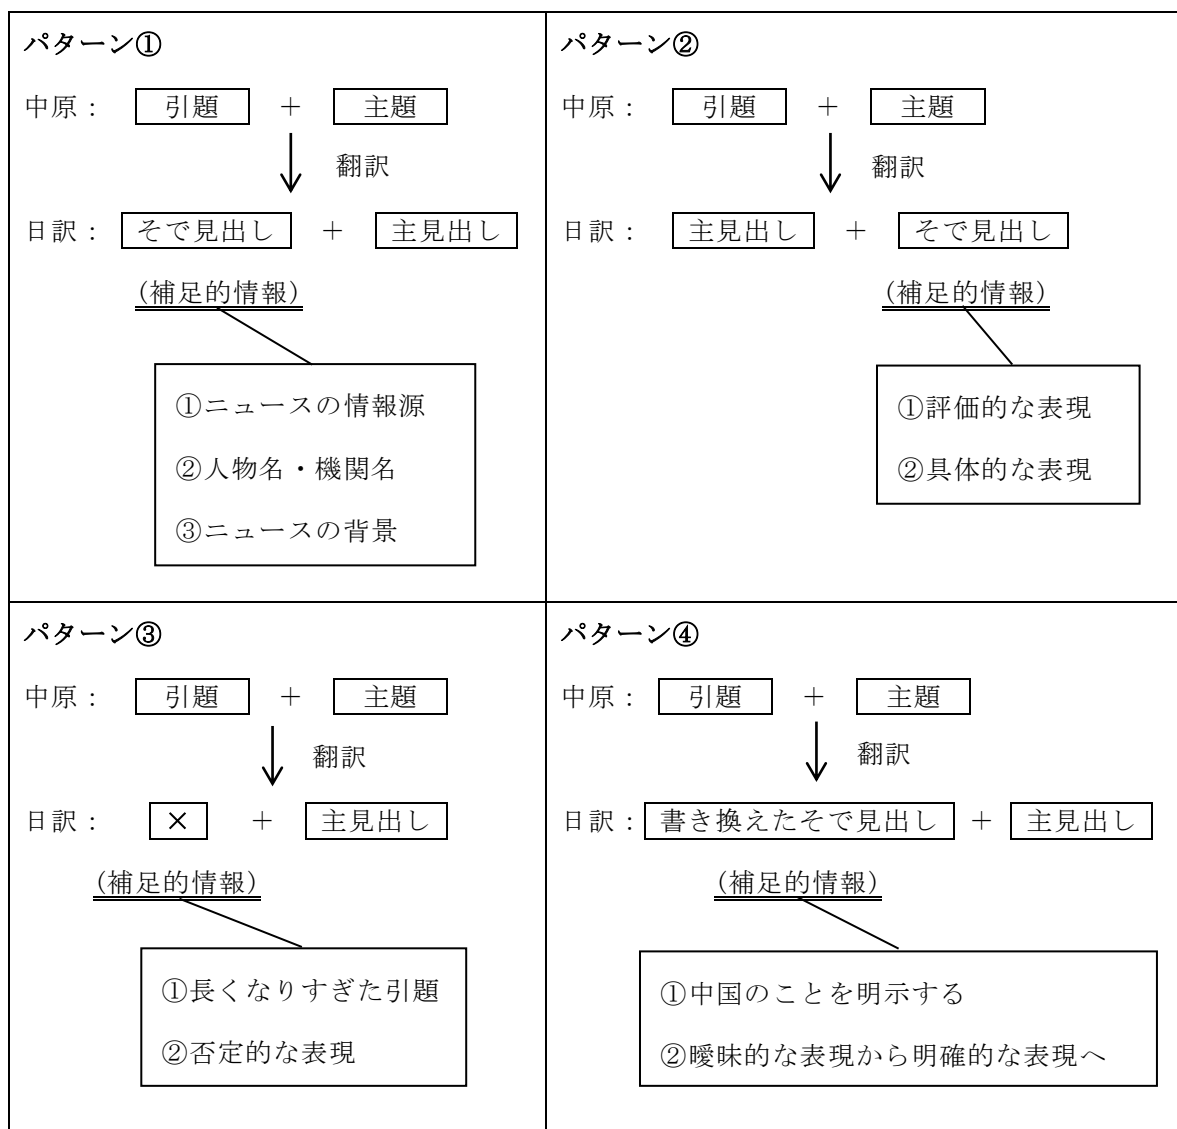 パターン①
中原： 引題 ＋ 主題
翻訳
日訳： そで見出し ＋ 主見出し
(補足的情報)
①ニュースの情報源
②人物名・機関名
③ニュースの背景
パターン②
中原： 引題 ＋ 主題
翻訳
日訳： 主見出し ＋ そで見出し
(補足的情報)
①評価的な表現
②具体的な表現
パターン③
中原： 引題 ＋ 主題
翻訳
日訳： × ＋ 主見出し
(補足的情報)
①長くなりすぎた引題
②否定的な表現
パターン④
中原： 引題 ＋ 主題
翻訳
日訳： 書き換えたそで見出し ＋ 主見出し
(補足的情報)
①中国のことを明示する
②曖昧的な表現から明確的な表現へ